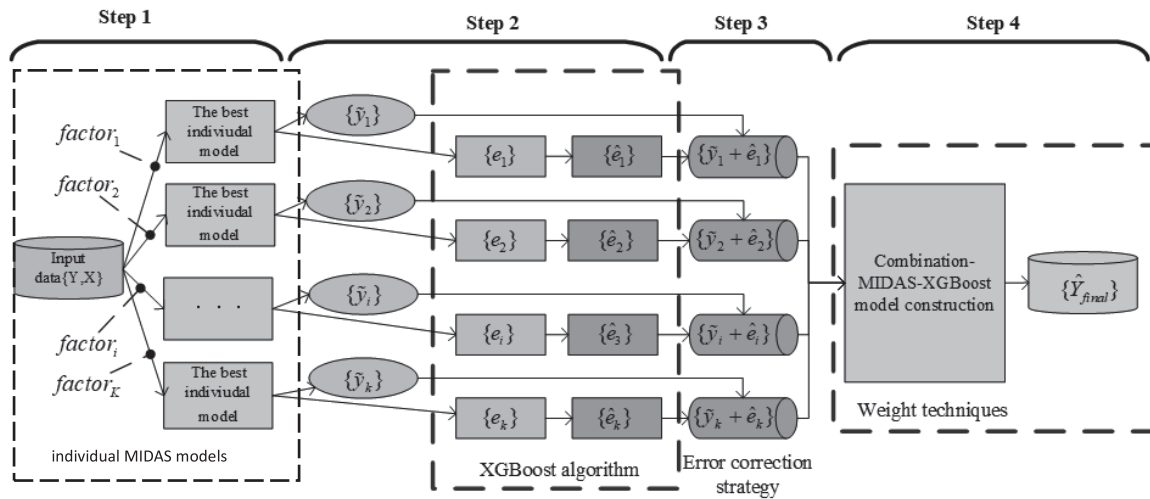 Step 1
Step 2
Step 3
Step 4
factor₁
factor₂
factorᵢ
factor_K
Input
data{Y,X}
The best
indiviudal
model
The best
indiviudal
model
. . .
The best
indiviudal
model
individual MIDAS models
{ỹ₁}
{e₁}
{ê₁}
{ỹ₁ + ê₁}
{ỹ₂}
{e₂}
{ê₂}
{ỹ₂ + ê₂}
{ỹᵢ}
{eᵢ}
{ê₃}
{ỹᵢ + êᵢ}
{ỹₖ}
{eₖ}
{êₖ}
{ỹₖ + êₖ}
XGBoost algorithm
Error correction
strategy
Combination-
MIDAS-XGBoost
model construction
Weight techniques
{Ŷ_final}